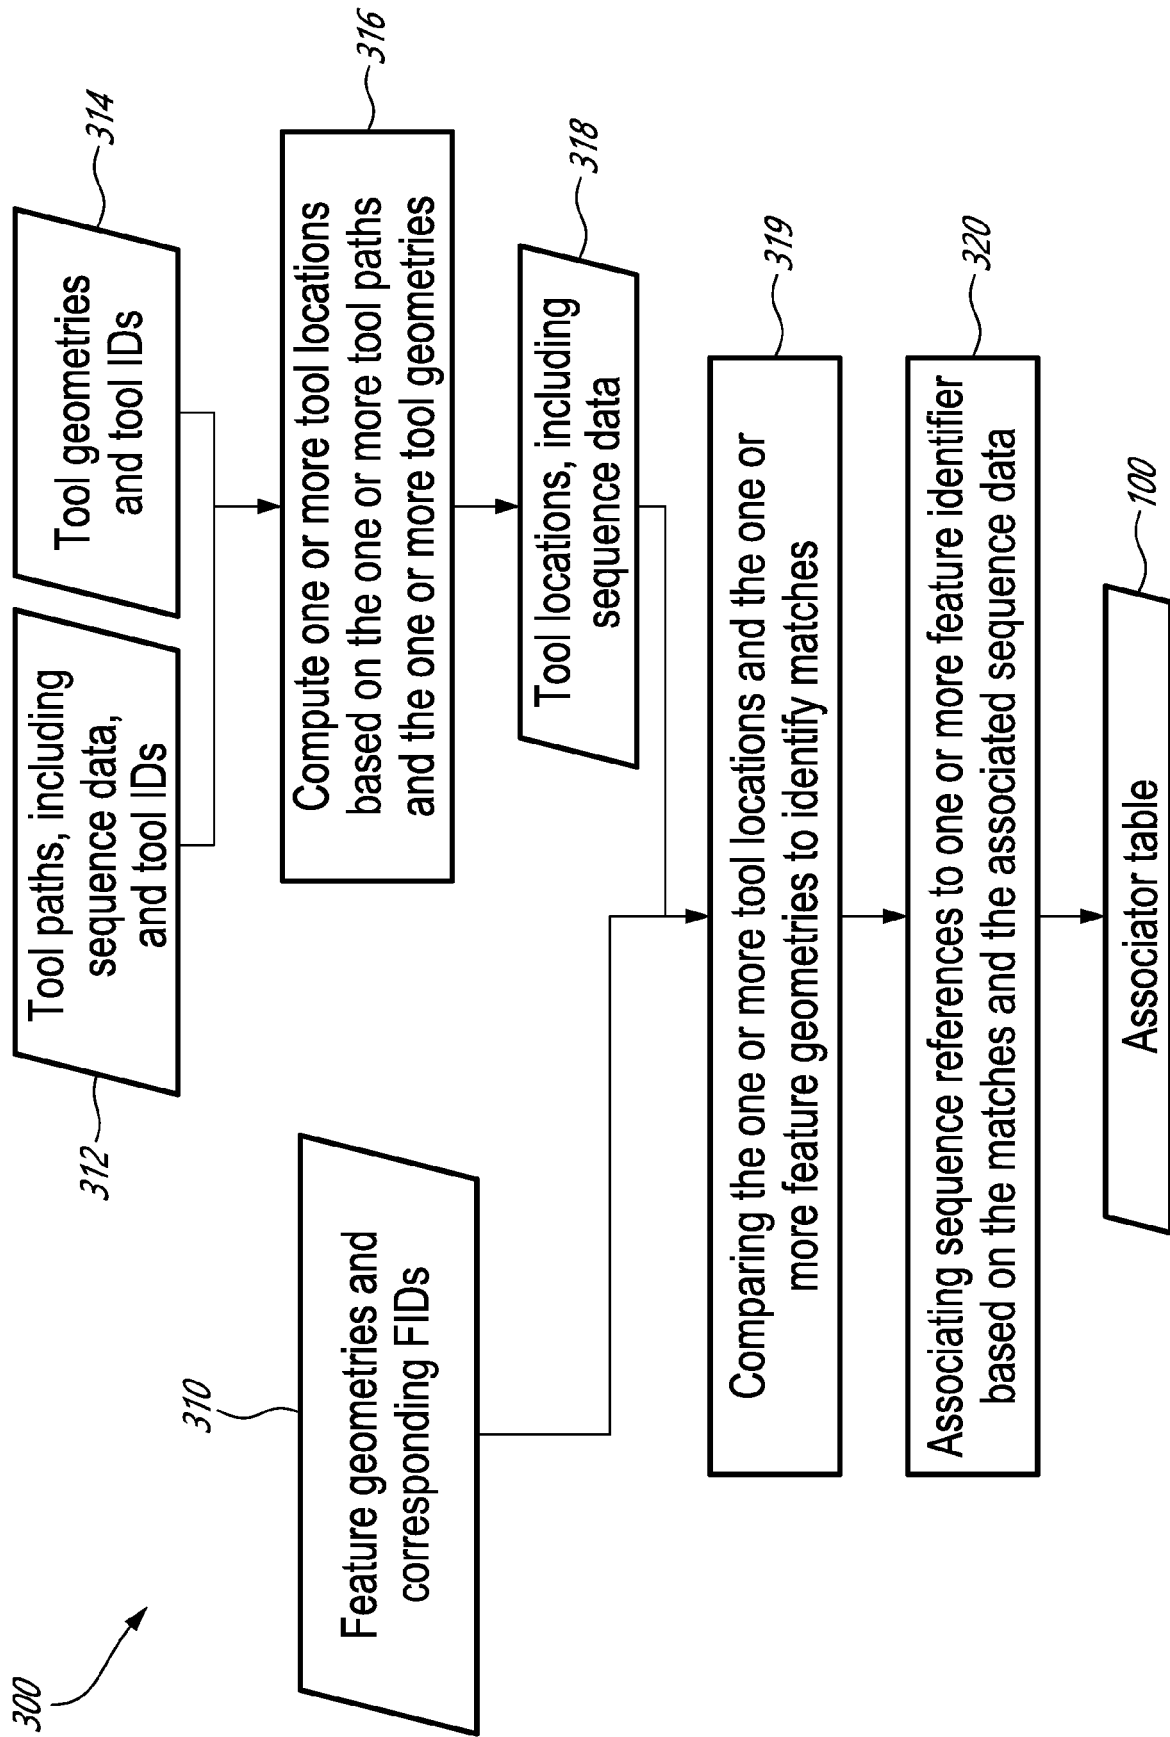 300
312
Tool paths, including
sequence data,
and tool IDs
314
Tool geometries
and tool IDs
310
Feature geometries and
corresponding FIDs
316
Compute one or more tool locations
based on the one or more tool paths
and the one or more tool geometries
318
Tool locations, including
sequence data
319
Comparing the one or more tool locations and the one or
more feature geometries to identify matches
320
Associating sequence references to one or more feature identifier
based on the matches and the associated sequence data
100
Associator table